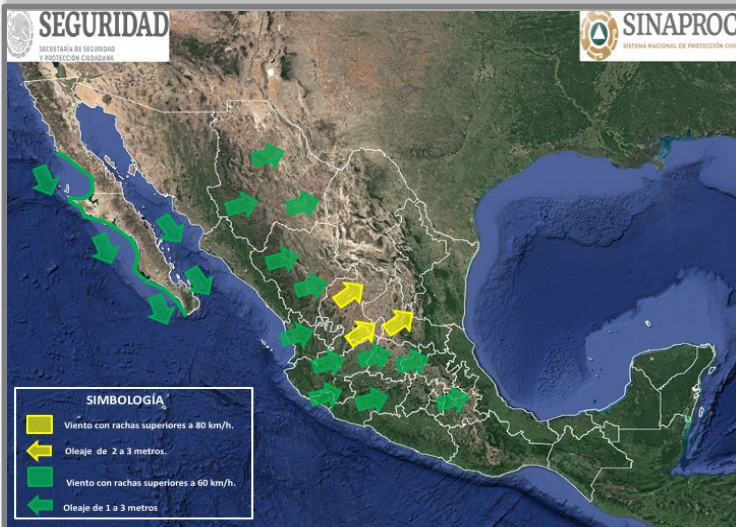 SEGURIDAD
SECRETARÍA DE SEGURIDAD
Y PROTECCIÓN CIUDADANA
SINAPROC
SISTEMA NACIONAL DE PROTECCIÓN CIVI
SIMBOLOGÍA
Viento con rachas superiores a 80 km/h.
Oleaje de 2 a 3 metros.
Viento con rachas superiores a 60 km/h.
Oleaje de 1 a 3 metros